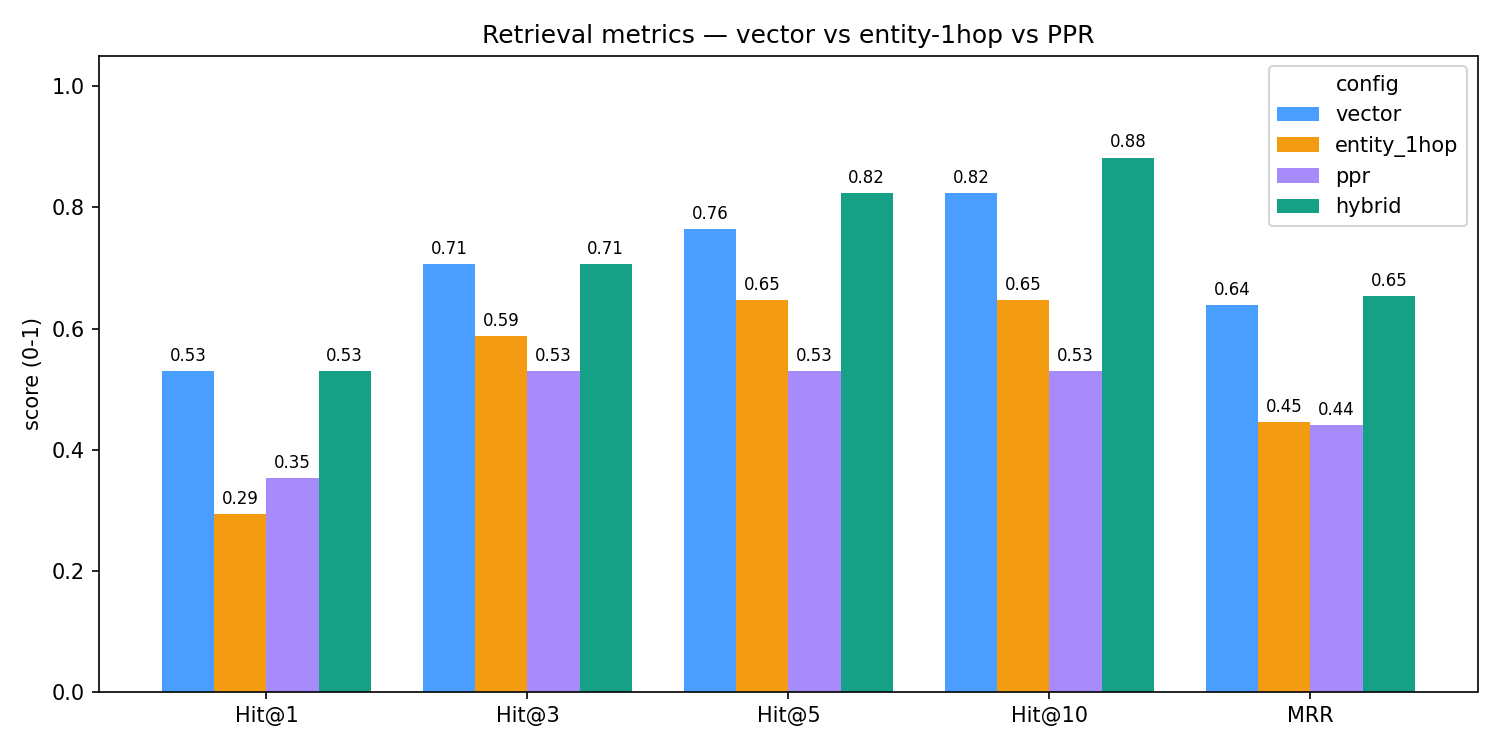 Retrieval metrics — vector vs entity-1hop vs PPR
config
vector
entity_1hop
ppr
hybrid
score (0-1)
1.0
0.8
0.6
0.4
0.2
0.0
0.53
0.29
0.35
0.53
0.71
0.59
0.53
0.71
0.76
0.65
0.53
0.82
0.82
0.65
0.53
0.88
0.64
0.45
0.44
0.65
Hit@1
Hit@3
Hit@5
Hit@10
MRR